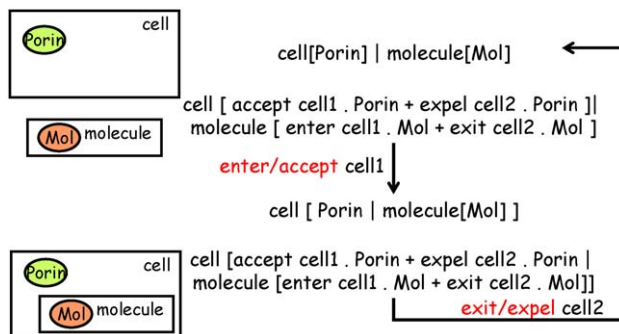 cell
Porin
cell[Porin] | molecule[Mol]
cell [ accept cell1 . Porin + expel cell2 . Porin ]|
molecule [ enter cell1 . Mol + exit cell2 . Mol ]
Mol molecule
enter/accept cell1
cell [ Porin | molecule[Mol] ]
cell [accept cell1 . Porin + expel cell2 . Porin |
molecule [enter cell1 . Mol + exit cell2 . Mol]]
cell
Porin
Mol molecule
exit/expel cell2